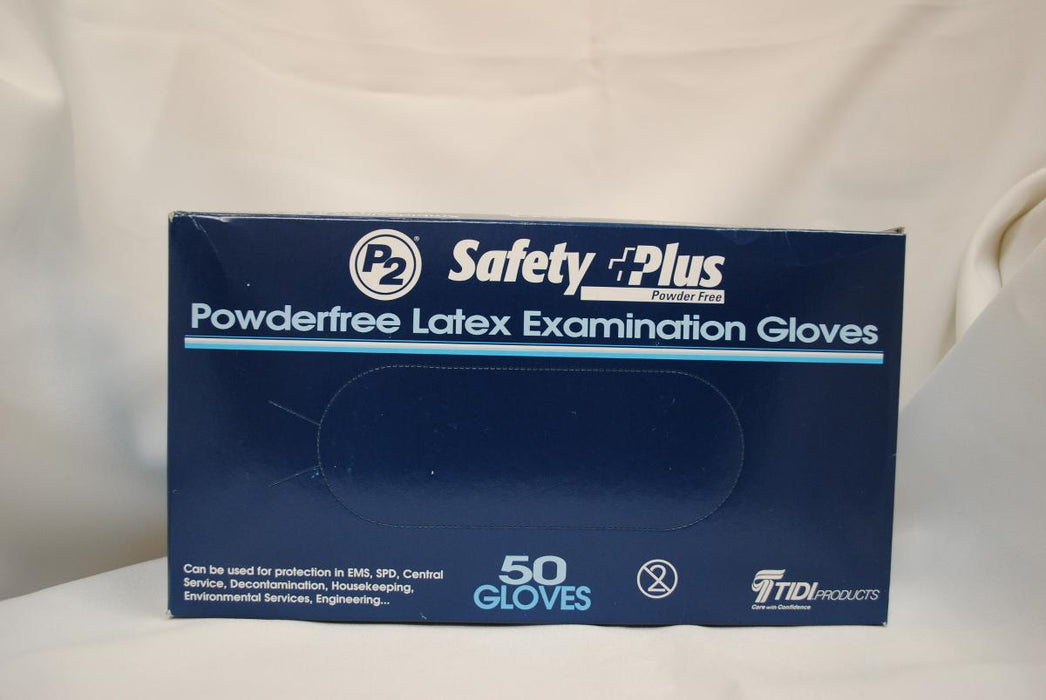 P2®
Safety Plus
Powder Free
Powderfree Latex Examination Gloves
Can be used for protection in EMS, SPD, Central
Service, Decontamination, Housekeeping,
Environmental Services, Engineering...
50
GLOVES
2
TIDI PRODUCTS
Care with Confidence